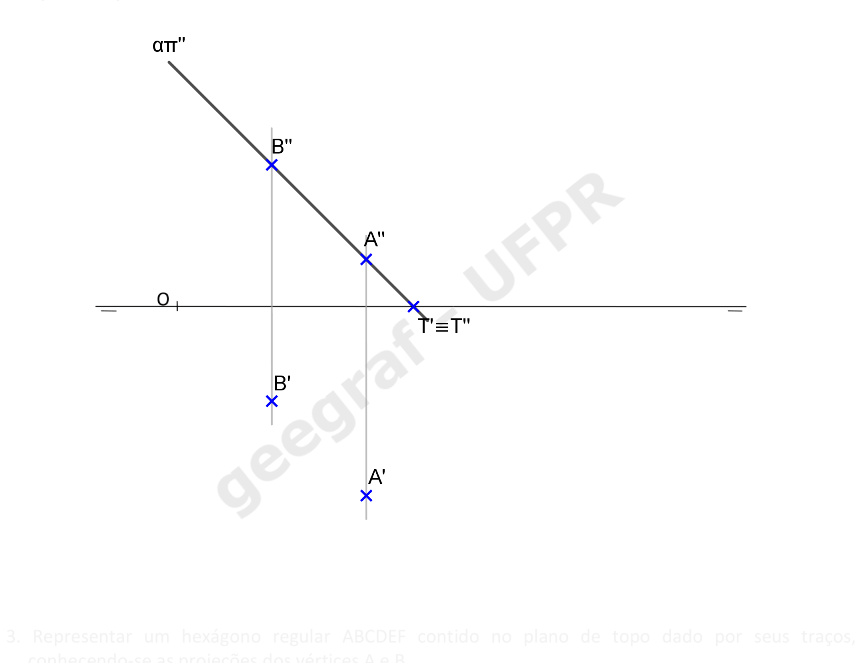 απ''
B''
A''
O
T'≡T''
B'
A'
geegraf - UFPR
3. Representar um hexágono regular ABCDEF contido no plano de topo dado por seus traços,
conhecendo-se as projeções dos vértices A e B.